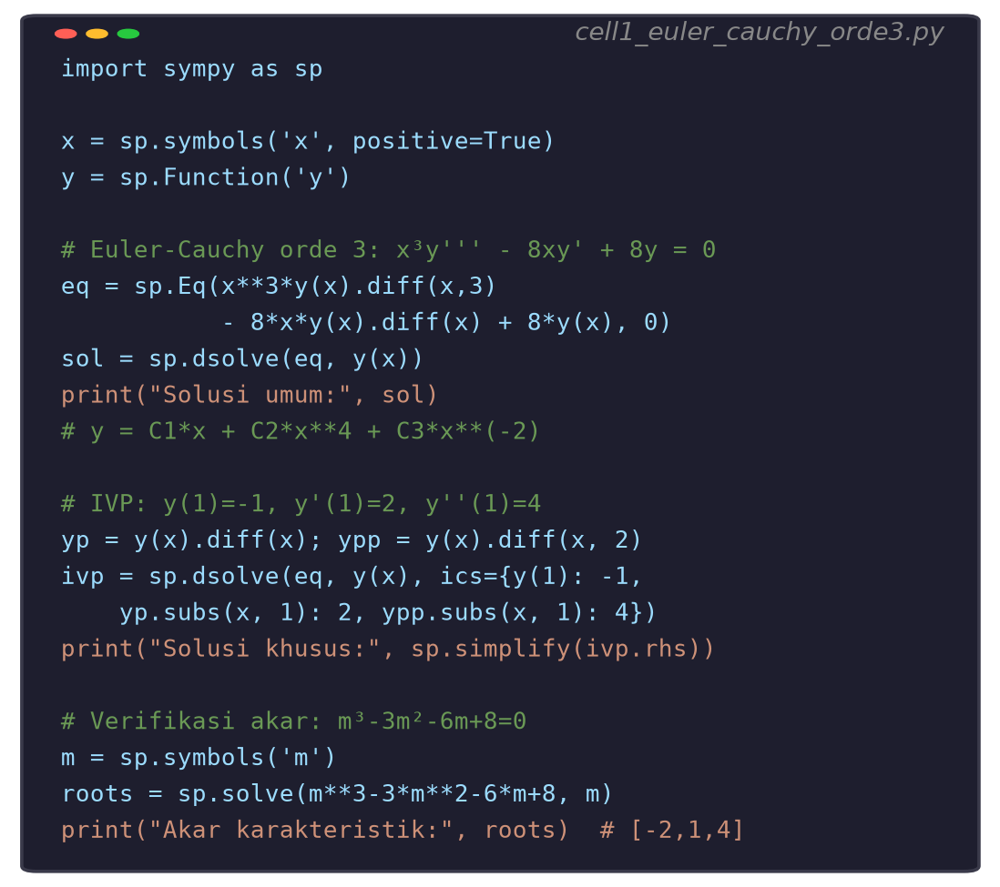 cell1_euler_cauchy_orde3.py
import sympy as sp
x = sp.symbols('x', positive=True)
y = sp.Function('y')
# Euler-Cauchy orde 3: x³y''' - 8xy' + 8y = 0
eq = sp.Eq(x**3*y(x).diff(x,3)
           - 8*x*y(x).diff(x) + 8*y(x), 0)
sol = sp.dsolve(eq, y(x))
print("Solusi umum:", sol)
# y = C1*x + C2*x**4 + C3*x**(-2)
# IVP: y(1)=-1, y'(1)=2, y''(1)=4
yp = y(x).diff(x); ypp = y(x).diff(x, 2)
ivp = sp.dsolve(eq, y(x), ics={y(1): -1,
    yp.subs(x, 1): 2, ypp.subs(x, 1): 4})
print("Solusi khusus:", sp.simplify(ivp.rhs))
# Verifikasi akar: m³-3m²-6m+8=0
m = sp.symbols('m')
roots = sp.solve(m**3-3*m**2-6*m+8, m)
print("Akar karakteristik:", roots)  # [-2,1,4]